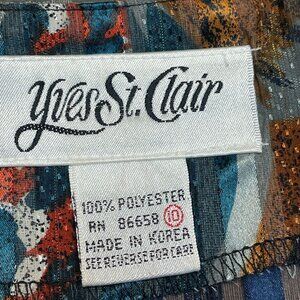 Yves St. Clair
100% POLYESTER
RN 86658 10
MADE IN KOREA
SEE REVERSE FOR CARE